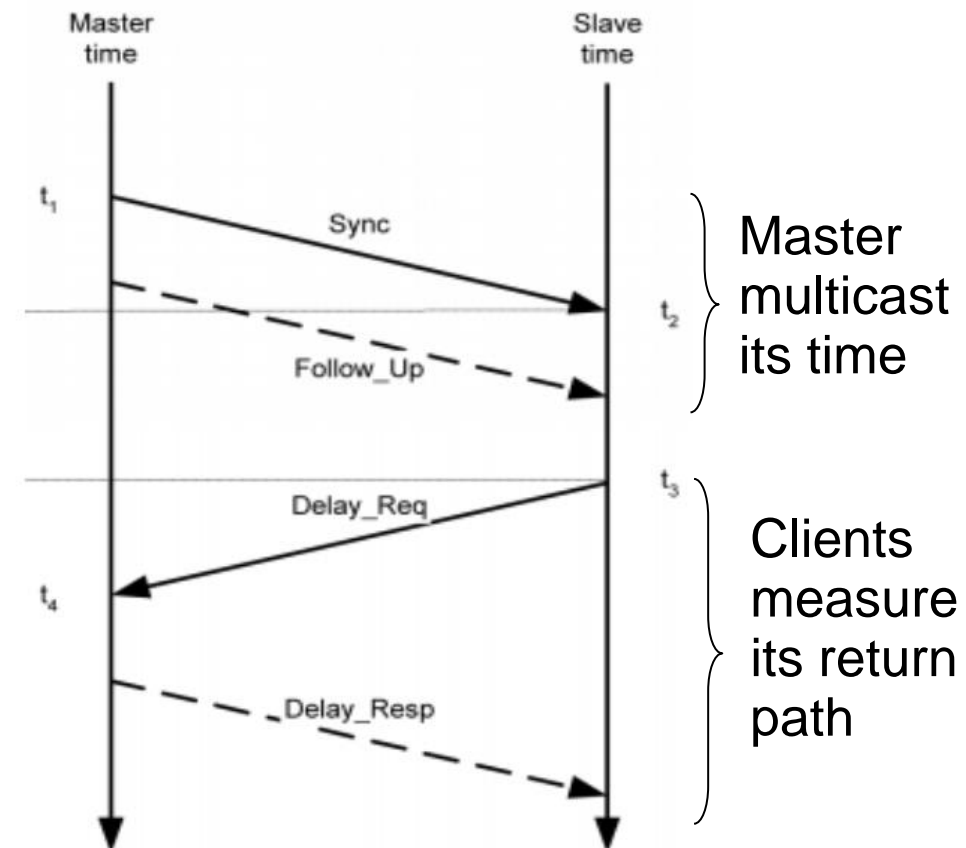 Master
time
Slave
time
t₁
Sync
t₂
Follow_Up
Master
multicast
its time
t₃
Delay_Req
t₄
Delay_Resp
Clients
measure
its return
path